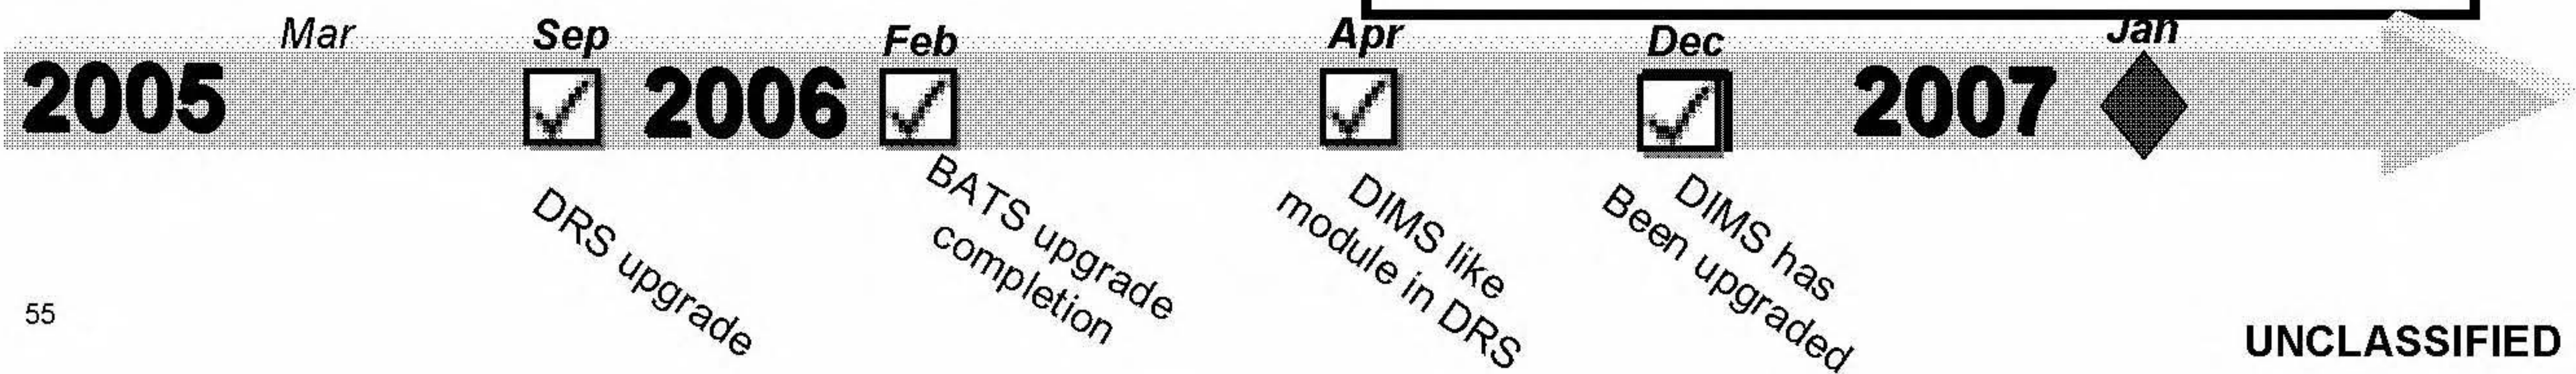 Mar Sep Feb Apr Dec Jan
2005 2006 2007
DRS upgrade
BATS upgrade
completion
DIMS like
module in DRS
DIMS has
Been upgraded
55
UNCLASSIFIED